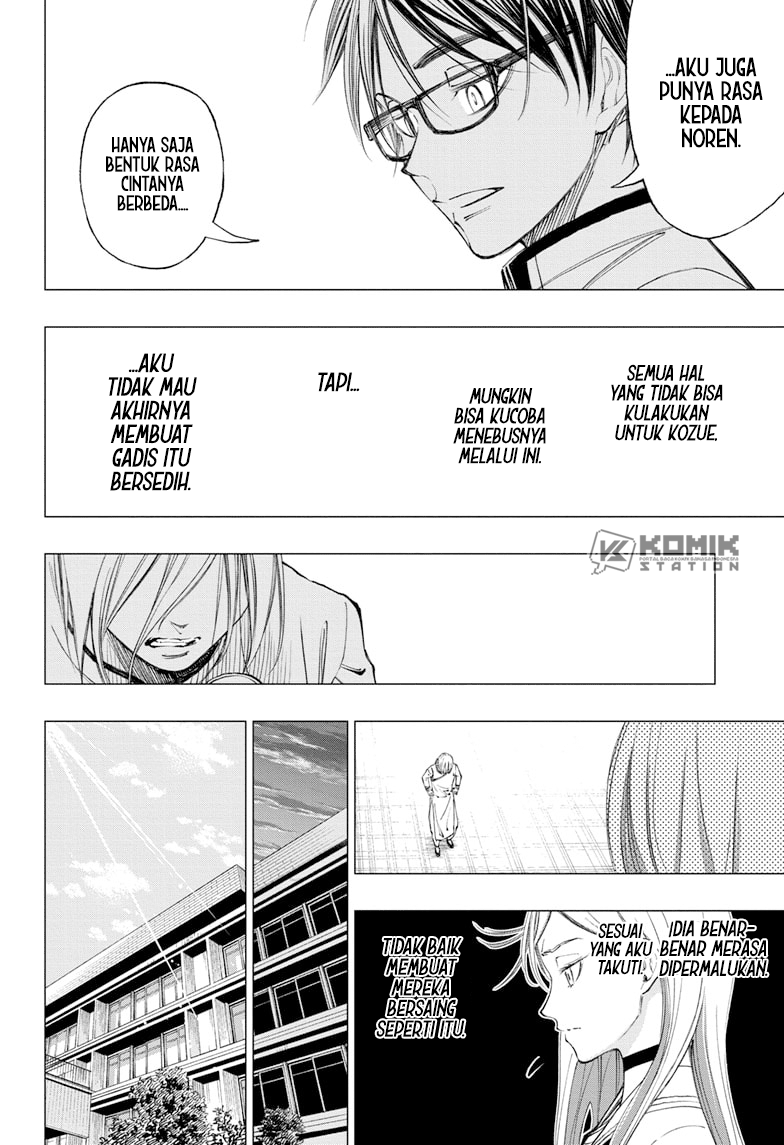 ...AKU JUGA
PUNYA RASA
KEPADA
NOREN.
HANYA SAJA
BENTUK RASA
CINTANYA
BERBEDA....
SEMUA HAL
YANG TIDAK BISA
KULAKUKAN
UNTUK KOZUE,
MUNGKIN
BISA KUCOBA
MENEBUSNYA
MELALUI INI.
TAPI...
...AKU
TIDAK MAU
AKHIRNYA
MEMBUAT
GADIS ITU
BERSEDIH.
KOMIK
STATION
IDIA BENAR-
BENAR MERASA
DIPERMALUKAN.
SESUAI
YANG AKU
TAKUTI.
TIDAK BAIK
MEMBUAT
MEREKA
BERSAING
SEPERTI ITU.